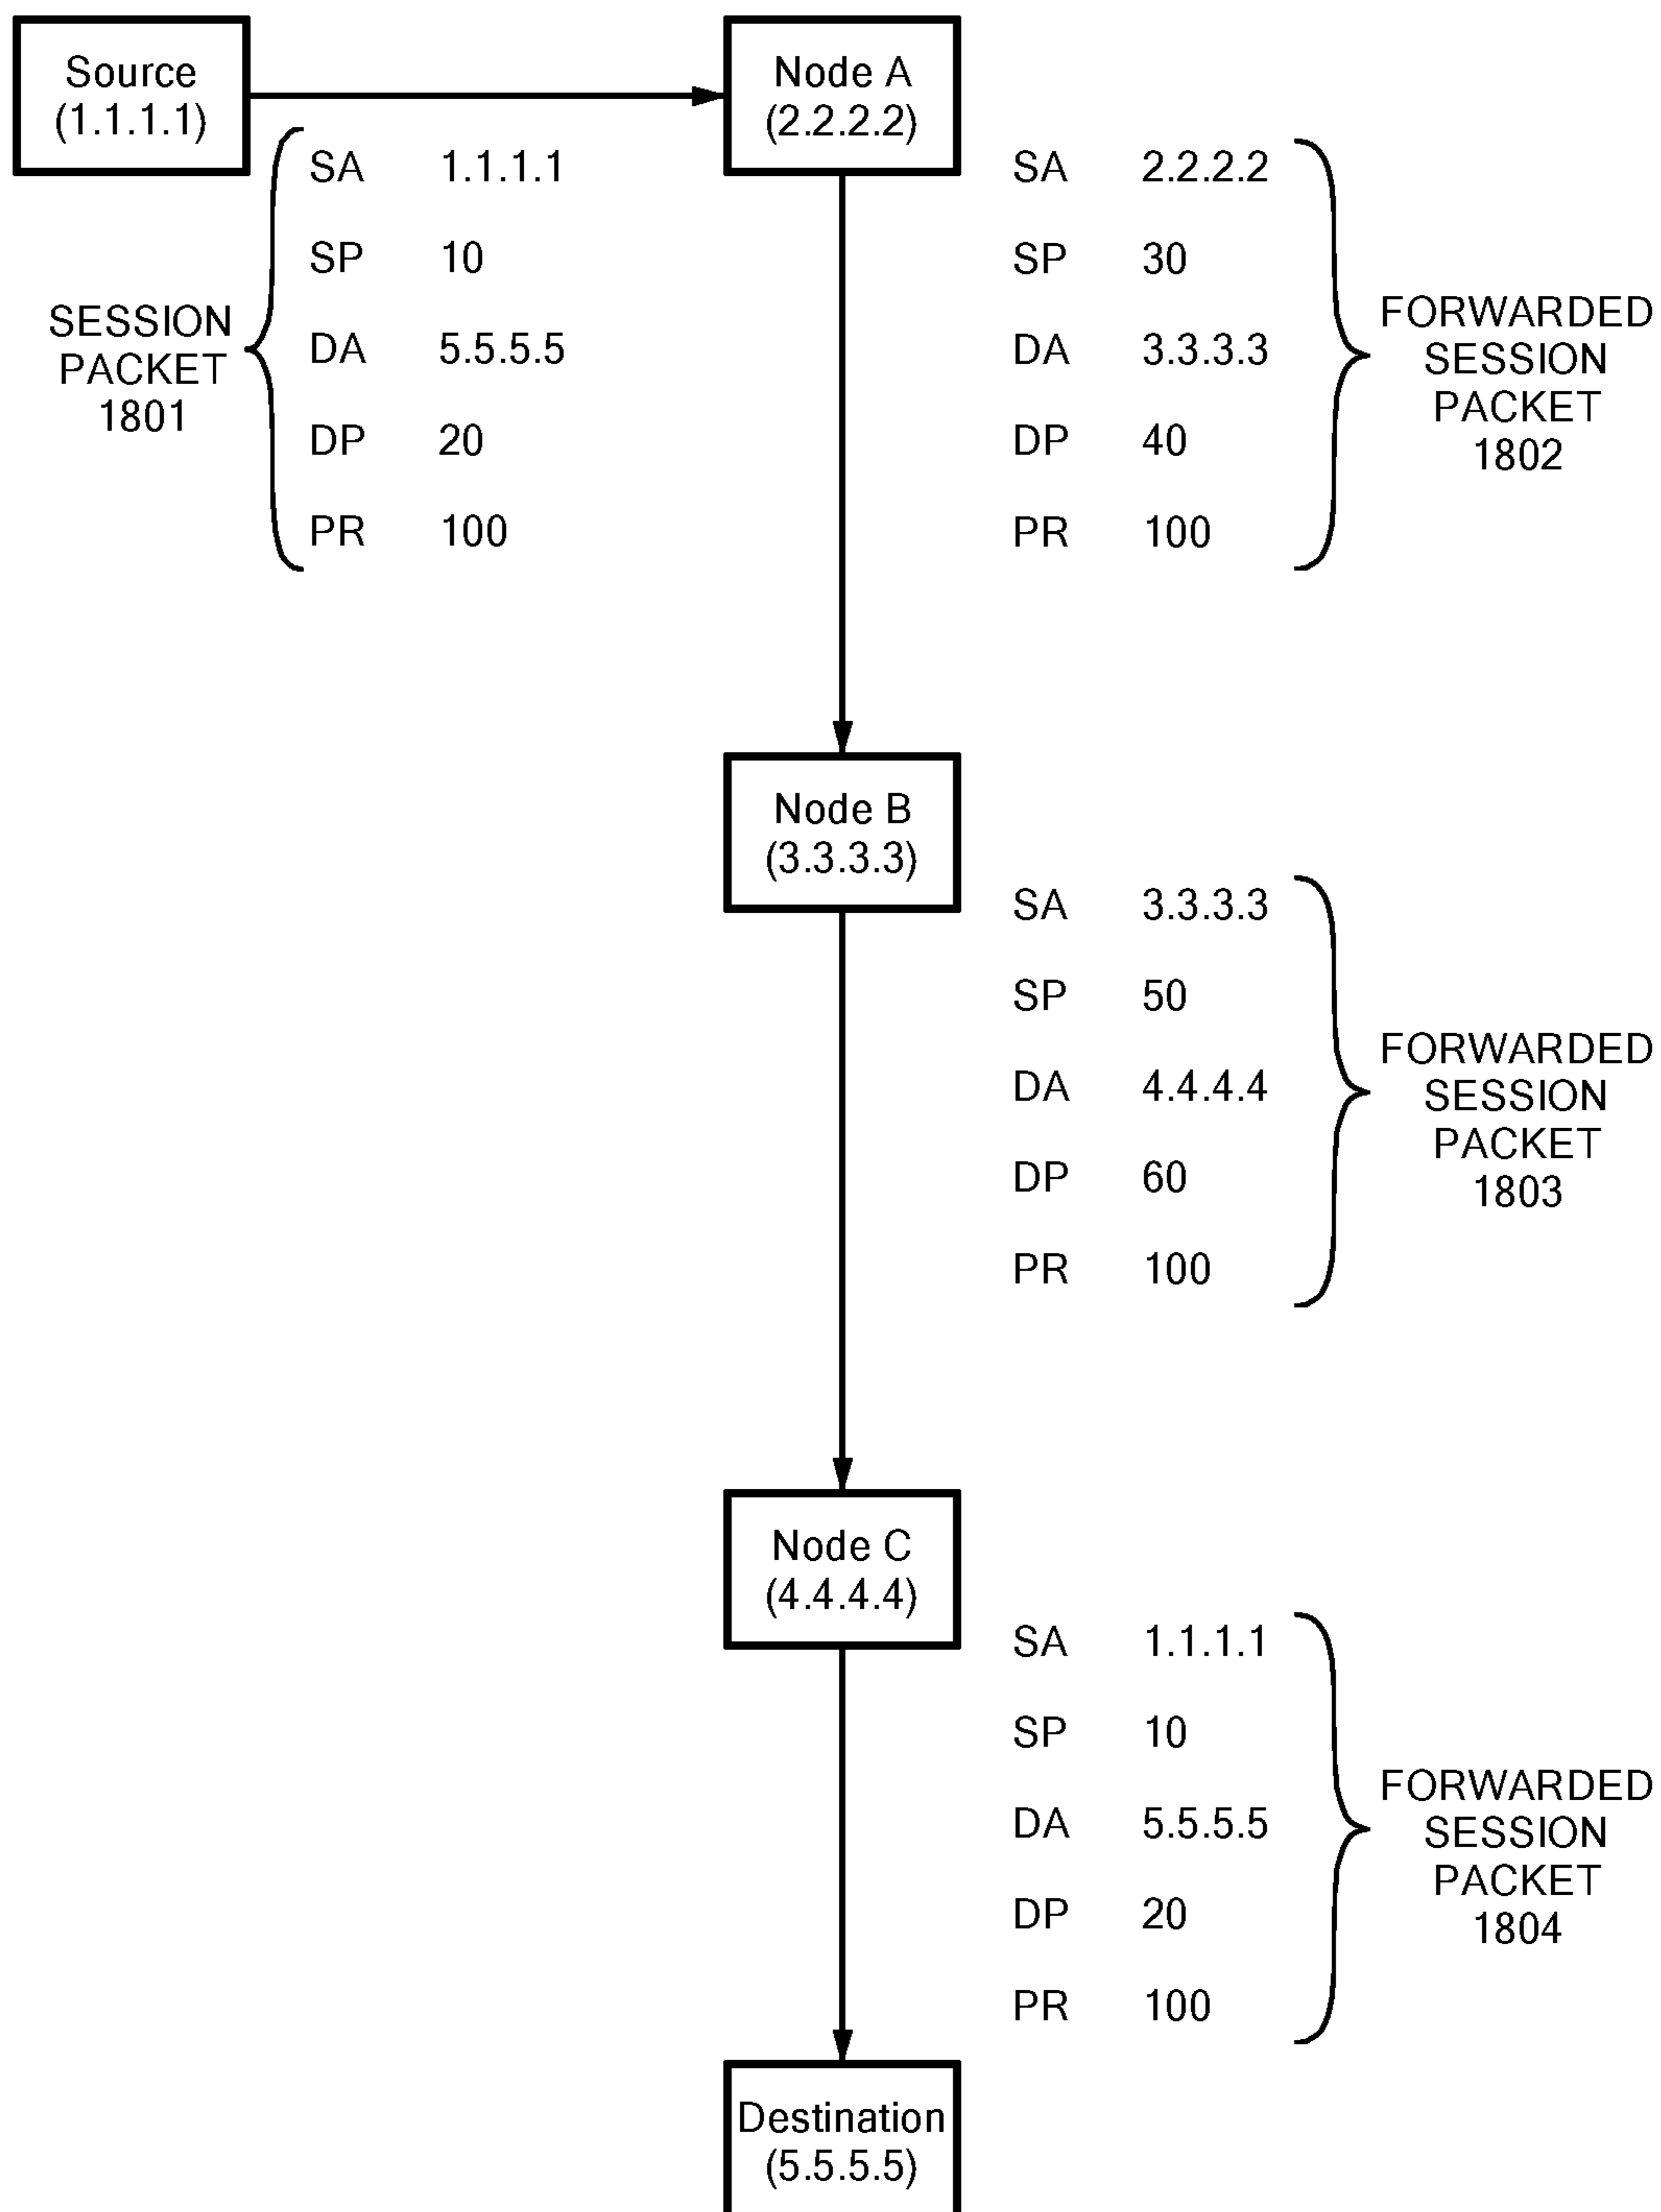 Source
(1.1.1.1)
Node A
(2.2.2.2)
SESSION
PACKET
1801
SA 1.1.1.1
SP 10
DA 5.5.5.5
DP 20
PR 100
SA 2.2.2.2
SP 30
DA 3.3.3.3
DP 40
PR 100
FORWARDED
SESSION
PACKET
1802
Node B
(3.3.3.3)
SA 3.3.3.3
SP 50
DA 4.4.4.4
DP 60
PR 100
FORWARDED
SESSION
PACKET
1803
Node C
(4.4.4.4)
SA 1.1.1.1
SP 10
DA 5.5.5.5
DP 20
PR 100
FORWARDED
SESSION
PACKET
1804
Destination
(5.5.5.5)